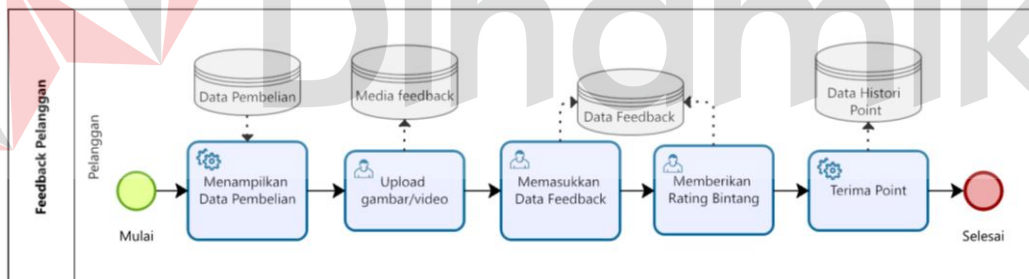 Dinamik
Feedback Pelanggan
Pelanggan
Mulai
Data Pembelian
Menampilkan
Data Pembelian
Media feedback
Upload
gambar/video
Data Feedback
Memasukkan
Data Feedback
Memberikan
Rating Bintang
Data Histori
Point
Terima Point
Selesai